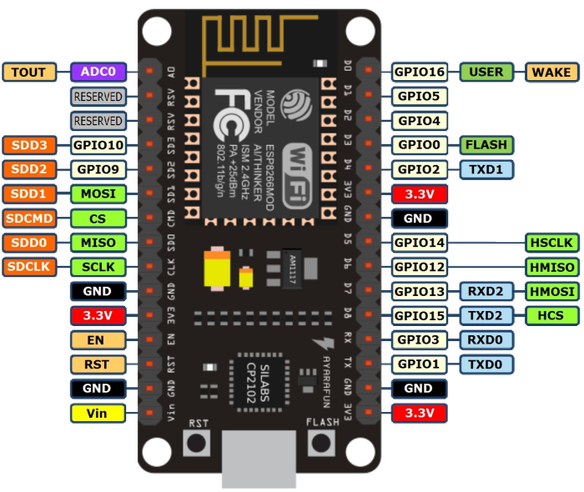 TOUT ADC0 A0
RESERVED RSV
RESERVED RSV
SDD3 GPIO10 SD3
SDD2 GPIO9 SD2
SDD1 MOSI SD1
SDCMD CS CMD
SDD0 MISO SD0
SDCLK SCLK CLK
GND GND
3.3V 3V3
EN EN
RST RST
GND GND
Vin Vin
MODEL
VENDOR
ESP8266MOD
AI/THINKER
ISM 2.4GHz
PA +25dBm
802.11b/g/n
FC
WiFi
AM1117
SILABS
CP2102
AYARAFUN
RST
FLASH
D0 GPIO16 USER WAKE
D1 GPIO5
D2 GPIO4
D3 GPIO0 FLASH
D4 GPIO2 TXD1
3V3 3.3V
GND GND
D5 GPIO14 HSCLK
D6 GPIO12 HMISO
D7 GPIO13 RXD2 HMOSI
D8 GPIO15 TXD2 HCS
RX GPIO3 RXD0
TX GPIO1 TXD0
GND GND
3V3 3.3V